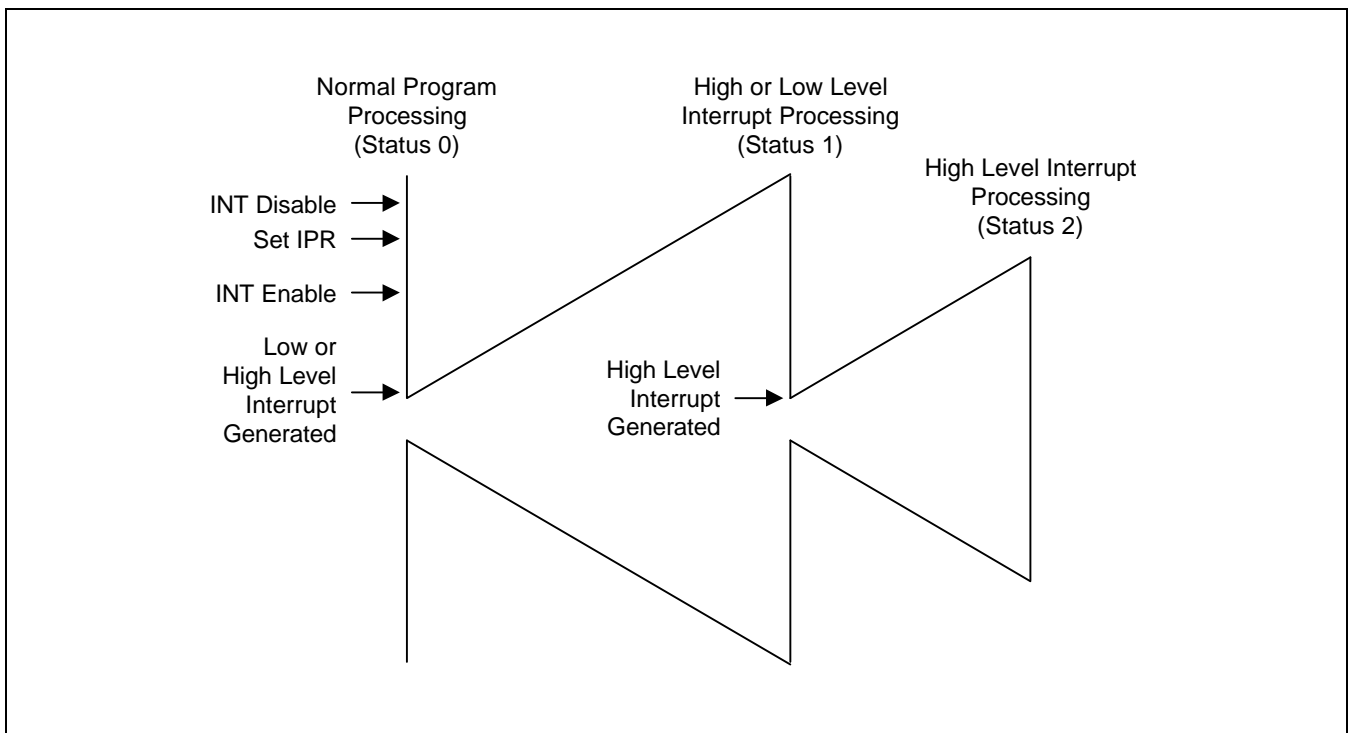 Normal Program
Processing
(Status 0)
High or Low Level
Interrupt Processing
(Status 1)
High Level Interrupt
Processing
(Status 2)
INT Disable
Set IPR
INT Enable
Low or
High Level
Interrupt
Generated
High Level
Interrupt
Generated